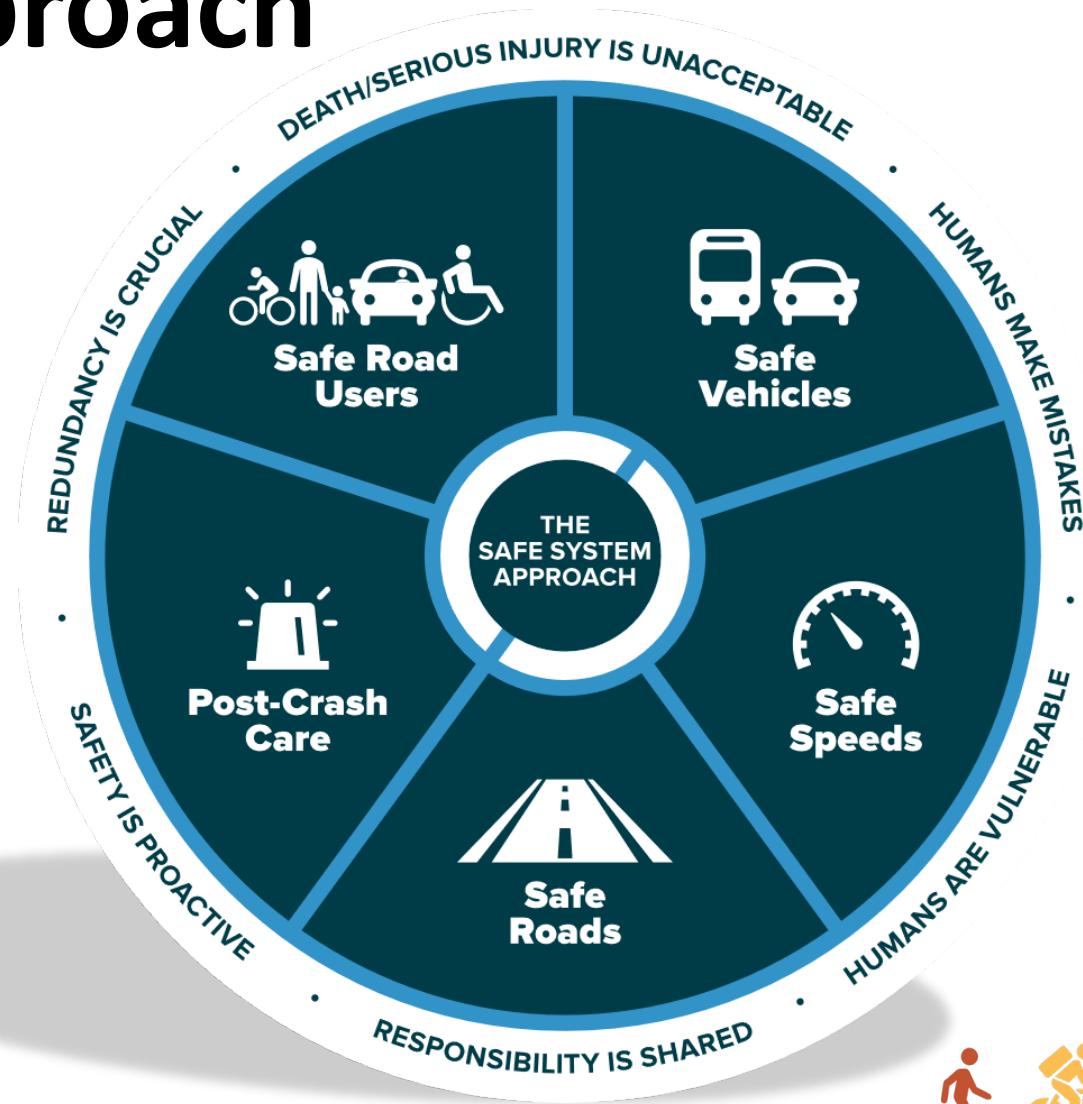 proach
DEATH/SERIOUS INJURY IS UNACCEPTABLE
HUMANS MAKE MISTAKES
HUMANS ARE VULNERABLE
RESPONSIBILITY IS SHARED
SAFETY IS PROACTIVE
REDUNDANCY IS CRUCIAL
Safe Road
Users
Safe
Vehicles
Safe
Speeds
Safe
Roads
Post-Crash
Care
THE
SAFE SYSTEM
APPROACH